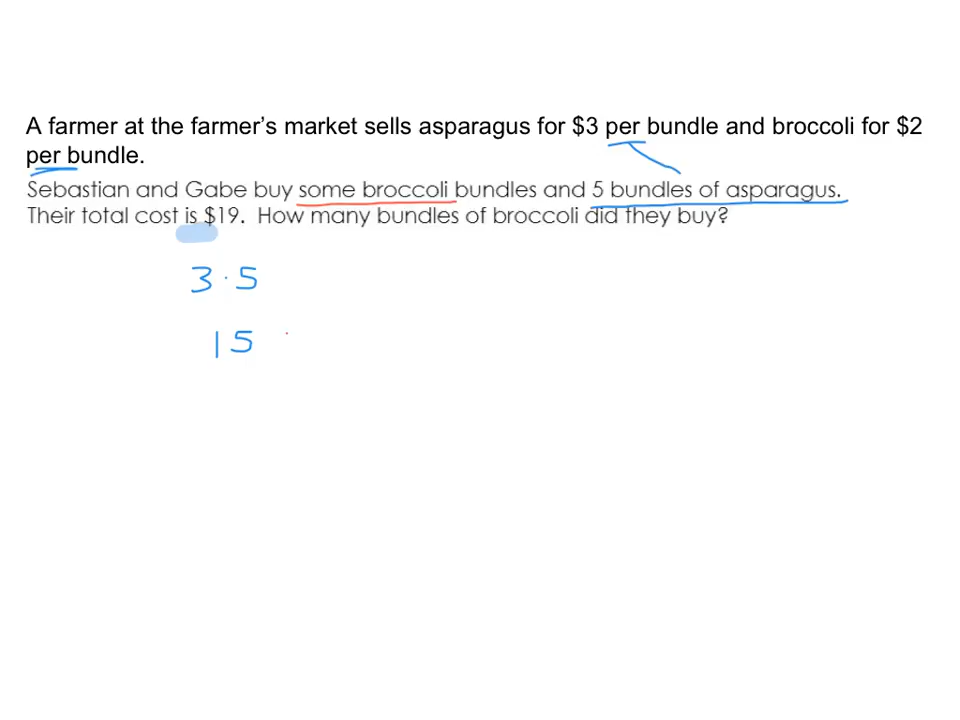 A farmer at the farmer’s market sells asparagus for $3 per bundle and broccoli for $2
per bundle.
Sebastian and Gabe buy some broccoli bundles and 5 bundles of asparagus.
Their total cost is $19. How many bundles of broccoli did they buy?
3 · 5
15